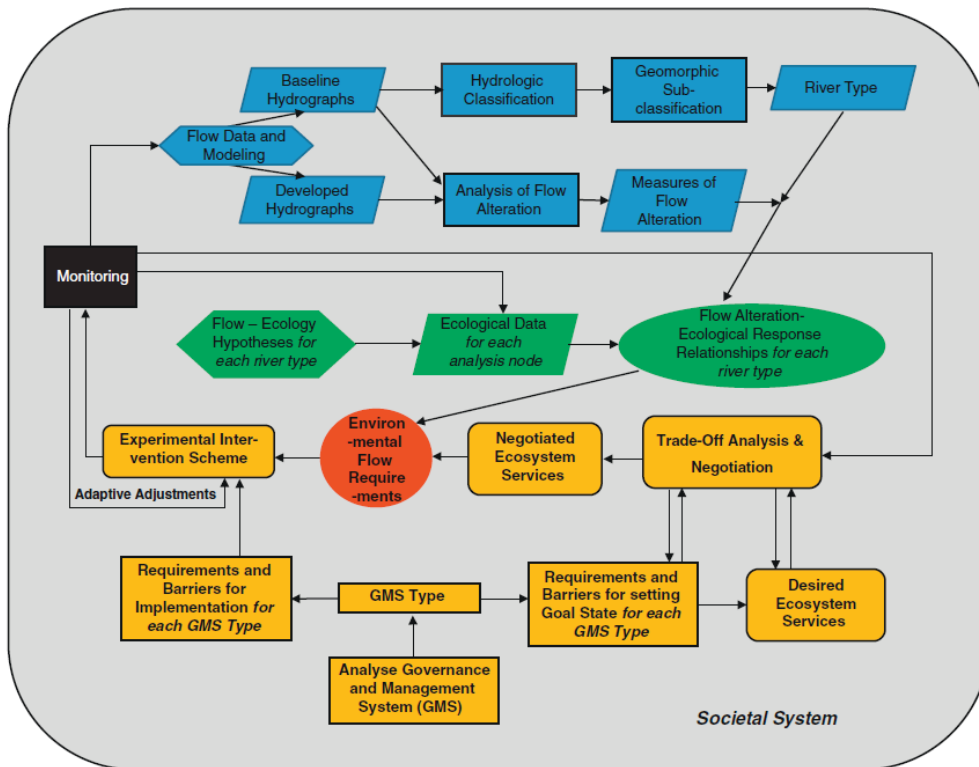 Baseline
Hydrographs
Hydrologic
Classification
Geomorphic
Sub-
classification
River Type
Flow Data and
Modeling
Developed
Hydrographs
Analysis of Flow
Alteration
Measures of
Flow
Alteration
Monitoring
Flow – Ecology
Hypotheses for
each river type
Ecological Data
for each
analysis node
Flow Alteration-
Ecological Response
Relationships for each
river type
Experimental Inter-
vention Scheme
Environ
-mental
Flow
Require
-ments
Negotiated
Ecosystem
Services
Trade-Off Analysis &
Negotiation
Adaptive Adjustments
Requirements and
Barriers for
Implementation for
each GMS Type
GMS Type
Requirements and
Barriers for setting
Goal State for each
GMS Type
Desired
Ecosystem
Services
Analyse Governance
and Management
System (GMS)
Societal System